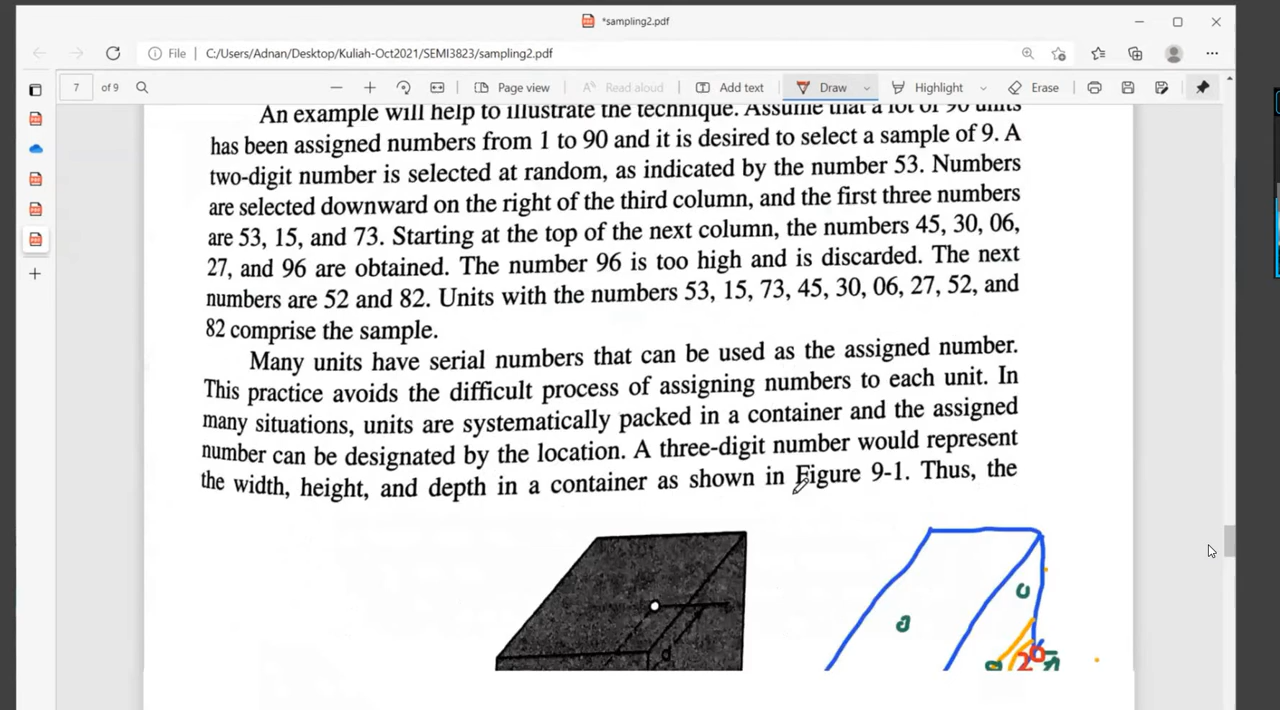 *sampling2.pdf
File C:/Users/Adnan/Desktop/Kuliah-Oct2021/SEMI3823/sampling2.pdf
7 of 9 Page view Read aloud Add text Draw Highlight Erase
An example will help to illustrate the technique. Assume that a lot of 90 units
has been assigned numbers from 1 to 90 and it is desired to select a sample of 9. A
two-digit number is selected at random, as indicated by the number 53. Numbers
are selected downward on the right of the third column, and the first three numbers
are 53, 15, and 73. Starting at the top of the next column, the numbers 45, 30, 06,
27, and 96 are obtained. The number 96 is too high and is discarded. The next
numbers are 52 and 82. Units with the numbers 53, 15, 73, 45, 30, 06, 27, 52, and
82 comprise the sample.
Many units have serial numbers that can be used as the assigned number.
This practice avoids the difficult process of assigning numbers to each unit. In
many situations, units are systematically packed in a container and the assigned
number can be designated by the location. A three-digit number would represent
the width, height, and depth in a container as shown in Figure 9-1. Thus, the
d